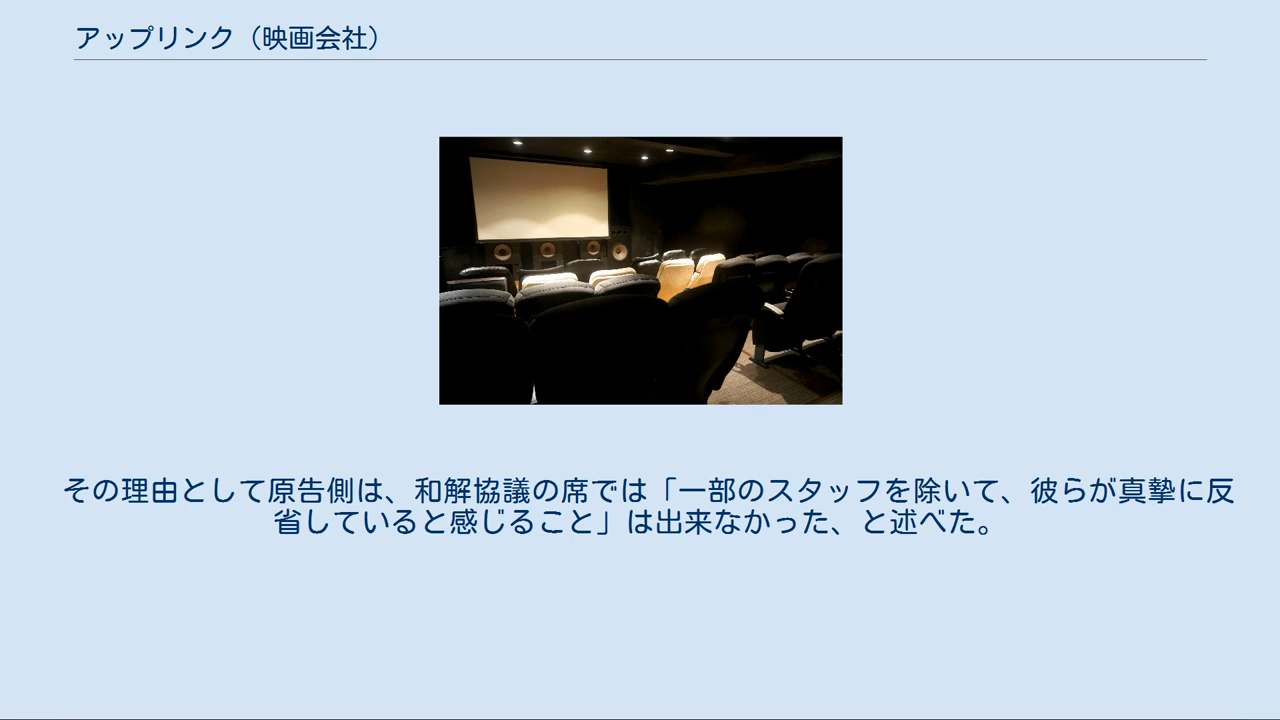 アップリンク（映画会社）
その理由として原告側は、和解協議の席では「一部のスタッフを除いて、彼らが真摯に反
省していると感じること」は出来なかった、と述べた。